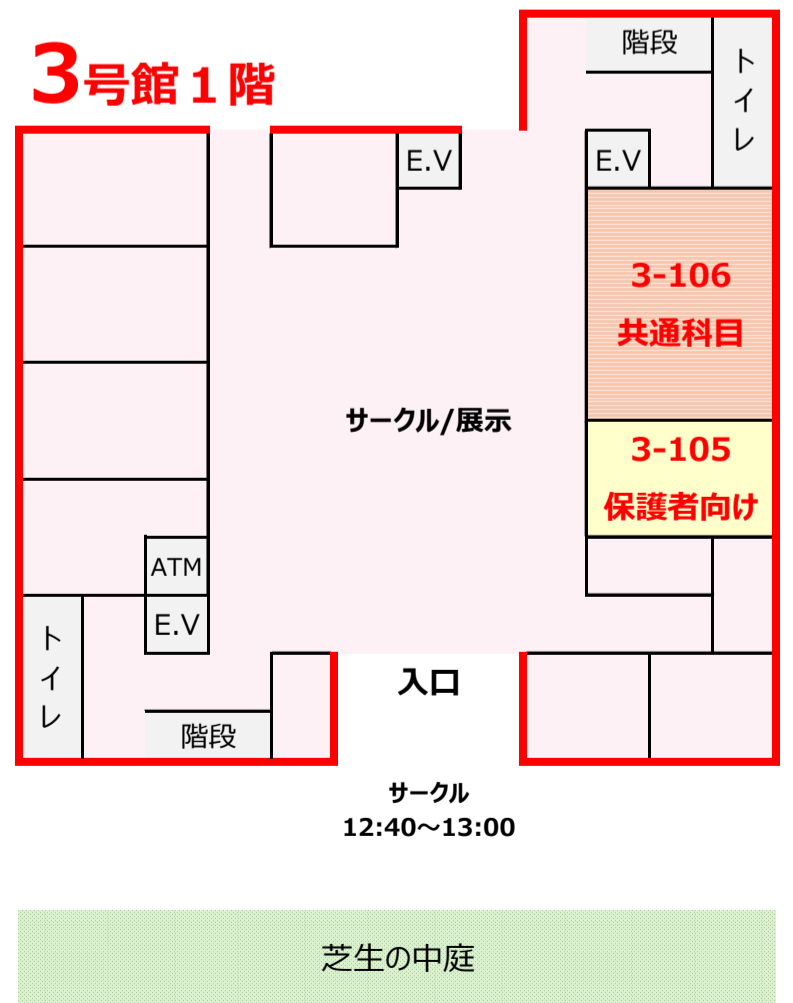 3号館1階
階段
トイレ
E.V
E.V
3-106
共通科目
サークル/展示
3-105
保護者向け
ATM
E.V
トイレ
階段
入口
サークル
12:40～13:00
芝生の中庭